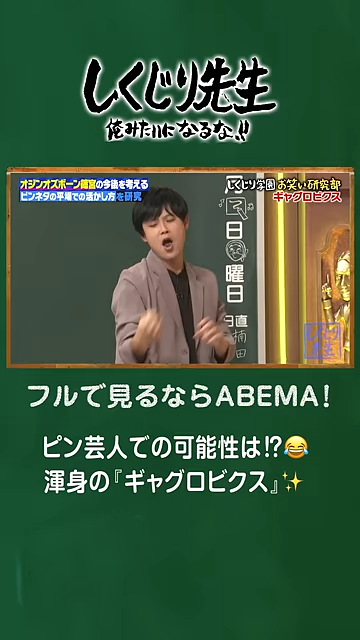 しくじり先生
俺みたいになるな!!
オジンオズボーン篠宮の今後を考える
ピンネタの平場での活かし方を研究
しくじり学園お笑い研究部
ギャグロビクス
日
曜
日
日直
フルで見るならABEMA!
ピン芸人での可能性は⁉😂
渾身の『ギャグロビクス』✨